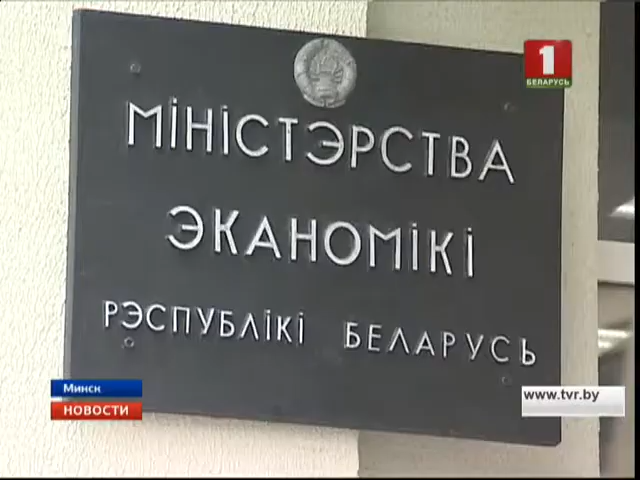 1
БЕЛАРУСЬ
МІНІСТЭРСТВА
ЭКАНОМІКІ
РЭСПУБЛІКІ БЕЛАРУСЬ
Минск
НОВОСТИ
www.tvr.by